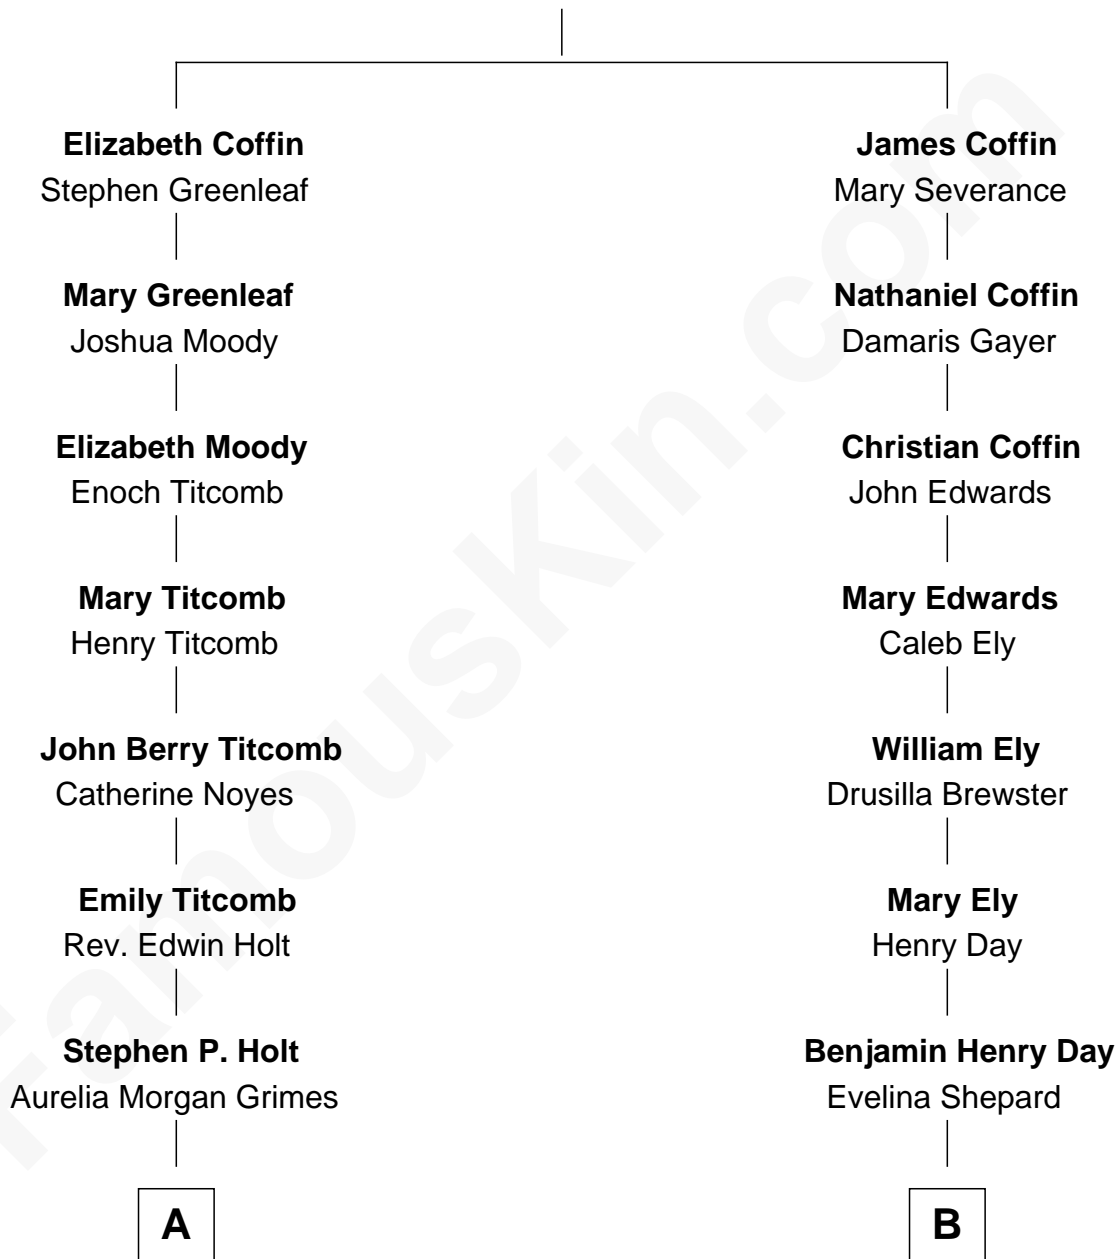 Elizabeth Coffin
Stephen Greenleaf
Mary Greenleaf
Joshua Moody
Elizabeth Moody
Enoch Titcomb
Mary Titcomb
Henry Titcomb
John Berry Titcomb
Catherine Noyes
Emily Titcomb
Rev. Edwin Holt
Stephen P. Holt
Aurelia Morgan Grimes
A
James Coffin
Mary Severance
Nathaniel Coffin
Damaris Gayer
Christian Coffin
John Edwards
Mary Edwards
Caleb Ely
William Ely
Drusilla Brewster
Mary Ely
Henry Day
Benjamin Henry Day
Evelina Shepard
B
FamousKin.com